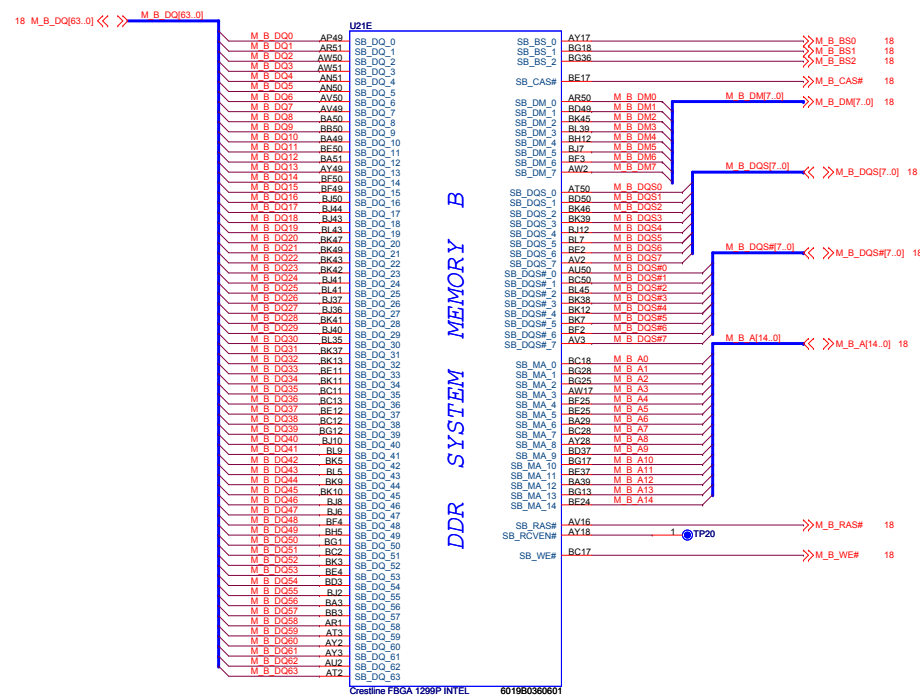 18 M_B_DQ[63..0]
M_B_DQ[63..0]
U21E
M_B_DQ0 AP49 SB_DQ_0
M_B_DQ1 AR51 SB_DQ_1
M_B_DQ2 AW50 SB_DQ_2
M_B_DQ3 AW51 SB_DQ_3
M_B_DQ4 AN51 SB_DQ_4
M_B_DQ5 AN50 SB_DQ_5
M_B_DQ6 AV50 SB_DQ_6
M_B_DQ7 AV49 SB_DQ_7
M_B_DQ8 BA50 SB_DQ_8
M_B_DQ9 BB50 SB_DQ_9
M_B_DQ10 BA49 SB_DQ_10
M_B_DQ11 BE50 SB_DQ_11
M_B_DQ12 BA51 SB_DQ_12
M_B_DQ13 AY49 SB_DQ_13
M_B_DQ14 BF50 SB_DQ_14
M_B_DQ15 BF49 SB_DQ_15
M_B_DQ16 BJ50 SB_DQ_16
M_B_DQ17 BJ44 SB_DQ_17
M_B_DQ18 BJ43 SB_DQ_18
M_B_DQ19 BL43 SB_DQ_19
M_B_DQ20 BK47 SB_DQ_20
M_B_DQ21 BK49 SB_DQ_21
M_B_DQ22 BK43 SB_DQ_22
M_B_DQ23 BK42 SB_DQ_23
M_B_DQ24 BJ41 SB_DQ_24
M_B_DQ25 BL41 SB_DQ_25
M_B_DQ26 BJ37 SB_DQ_26
M_B_DQ27 BJ36 SB_DQ_27
M_B_DQ28 BK41 SB_DQ_28
M_B_DQ29 BJ40 SB_DQ_29
M_B_DQ30 BL35 SB_DQ_30
M_B_DQ31 BK37 SB_DQ_31
M_B_DQ32 BK13 SB_DQ_32
M_B_DQ33 BE11 SB_DQ_33
M_B_DQ34 BK11 SB_DQ_34
M_B_DQ35 BC11 SB_DQ_35
M_B_DQ36 BC13 SB_DQ_36
M_B_DQ37 BE12 SB_DQ_37
M_B_DQ38 BC12 SB_DQ_38
M_B_DQ39 BG12 SB_DQ_39
M_B_DQ40 BJ10 SB_DQ_40
M_B_DQ41 BL9 SB_DQ_41
M_B_DQ42 BK5 SB_DQ_42
M_B_DQ43 BL5 SB_DQ_43
M_B_DQ44 BK9 SB_DQ_44
M_B_DQ45 BK10 SB_DQ_45
M_B_DQ46 BJ8 SB_DQ_46
M_B_DQ47 BJ6 SB_DQ_47
M_B_DQ48 BF4 SB_DQ_48
M_B_DQ49 BH5 SB_DQ_49
M_B_DQ50 BG1 SB_DQ_50
M_B_DQ51 BC2 SB_DQ_51
M_B_DQ52 BK3 SB_DQ_52
M_B_DQ53 BE4 SB_DQ_53
M_B_DQ54 BD3 SB_DQ_54
M_B_DQ55 BJ2 SB_DQ_55
M_B_DQ56 BA3 SB_DQ_56
M_B_DQ57 BB3 SB_DQ_57
M_B_DQ58 AR1 SB_DQ_58
M_B_DQ59 AT3 SB_DQ_59
M_B_DQ60 AY2 SB_DQ_60
M_B_DQ61 AY3 SB_DQ_61
M_B_DQ62 AU2 SB_DQ_62
M_B_DQ63 AT2 SB_DQ_63
DDR SYSTEM MEMORY B
SB_BS_0 AY17 M_B_BS0 18
SB_BS_1 BG18 M_B_BS1 18
SB_BS_2 BG36 M_B_BS2 18
SB_CAS# BE17 M_B_CAS# 18
SB_DM_0 AR50 M_B_DM0
SB_DM_1 BD49 M_B_DM1
SB_DM_2 BK45 M_B_DM2
SB_DM_3 BL39 M_B_DM3
SB_DM_4 BH12 M_B_DM4
SB_DM_5 BJ7 M_B_DM5
SB_DM_6 BF3 M_B_DM6
SB_DM_7 AW2 M_B_DM7
M_B_DM[7..0] M_B_DM[7..0] 18
SB_DQS_0 AT50 M_B_DQS0
SB_DQS_1 BD50 M_B_DQS1
SB_DQS_2 BK46 M_B_DQS2
SB_DQS_3 BK39 M_B_DQS3
SB_DQS_4 BJ12 M_B_DQS4
SB_DQS_5 BL7 M_B_DQS5
SB_DQS_6 BE2 M_B_DQS6
SB_DQS_7 AV2 M_B_DQS7
M_B_DQS[7..0] M_B_DQS[7..0] 18
SB_DQS#_0 AU50 M_B_DQS#0
SB_DQS#_1 BC50 M_B_DQS#1
SB_DQS#_2 BL45 M_B_DQS#2
SB_DQS#_3 BK38 M_B_DQS#3
SB_DQS#_4 BK12 M_B_DQS#4
SB_DQS#_5 BK7 M_B_DQS#5
SB_DQS#_6 BF2 M_B_DQS#6
SB_DQS#_7 AV3 M_B_DQS#7
M_B_DQS#[7..0] M_B_DQS#[7..0] 18
SB_MA_0 BC18 M_B_A0
SB_MA_1 BG28 M_B_A1
SB_MA_2 BG25 M_B_A2
SB_MA_3 AW17 M_B_A3
SB_MA_4 BF25 M_B_A4
SB_MA_5 BE25 M_B_A5
SB_MA_6 BA29 M_B_A6
SB_MA_7 BC28 M_B_A7
SB_MA_8 AY28 M_B_A8
SB_MA_9 BD37 M_B_A9
SB_MA_10 BG17 M_B_A10
SB_MA_11 BE37 M_B_A11
SB_MA_12 BA39 M_B_A12
SB_MA_13 BG13 M_B_A13
SB_MA_14 BE24 M_B_A14
M_B_A[14..0] 18
SB_RAS# AV16 M_B_RAS# 18
SB_RCVEN# AY18 1 TP20
SB_WE# BC17 M_B_WE# 18
Crestline FBGA 1299P INTEL 6019B0360601